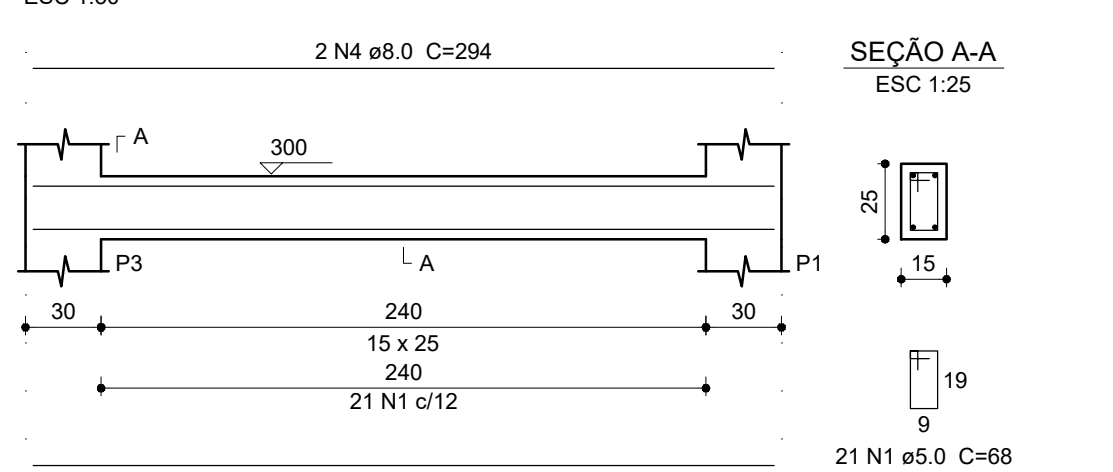 2 N4 ø8.0 C=294
SEÇÃO A-A
ESC 1:25
A
300
25
A
P3
P1
15
30
240
30
15 x 25
240
21 N1 c/12
19
9
21 N1 ø5.0 C=68